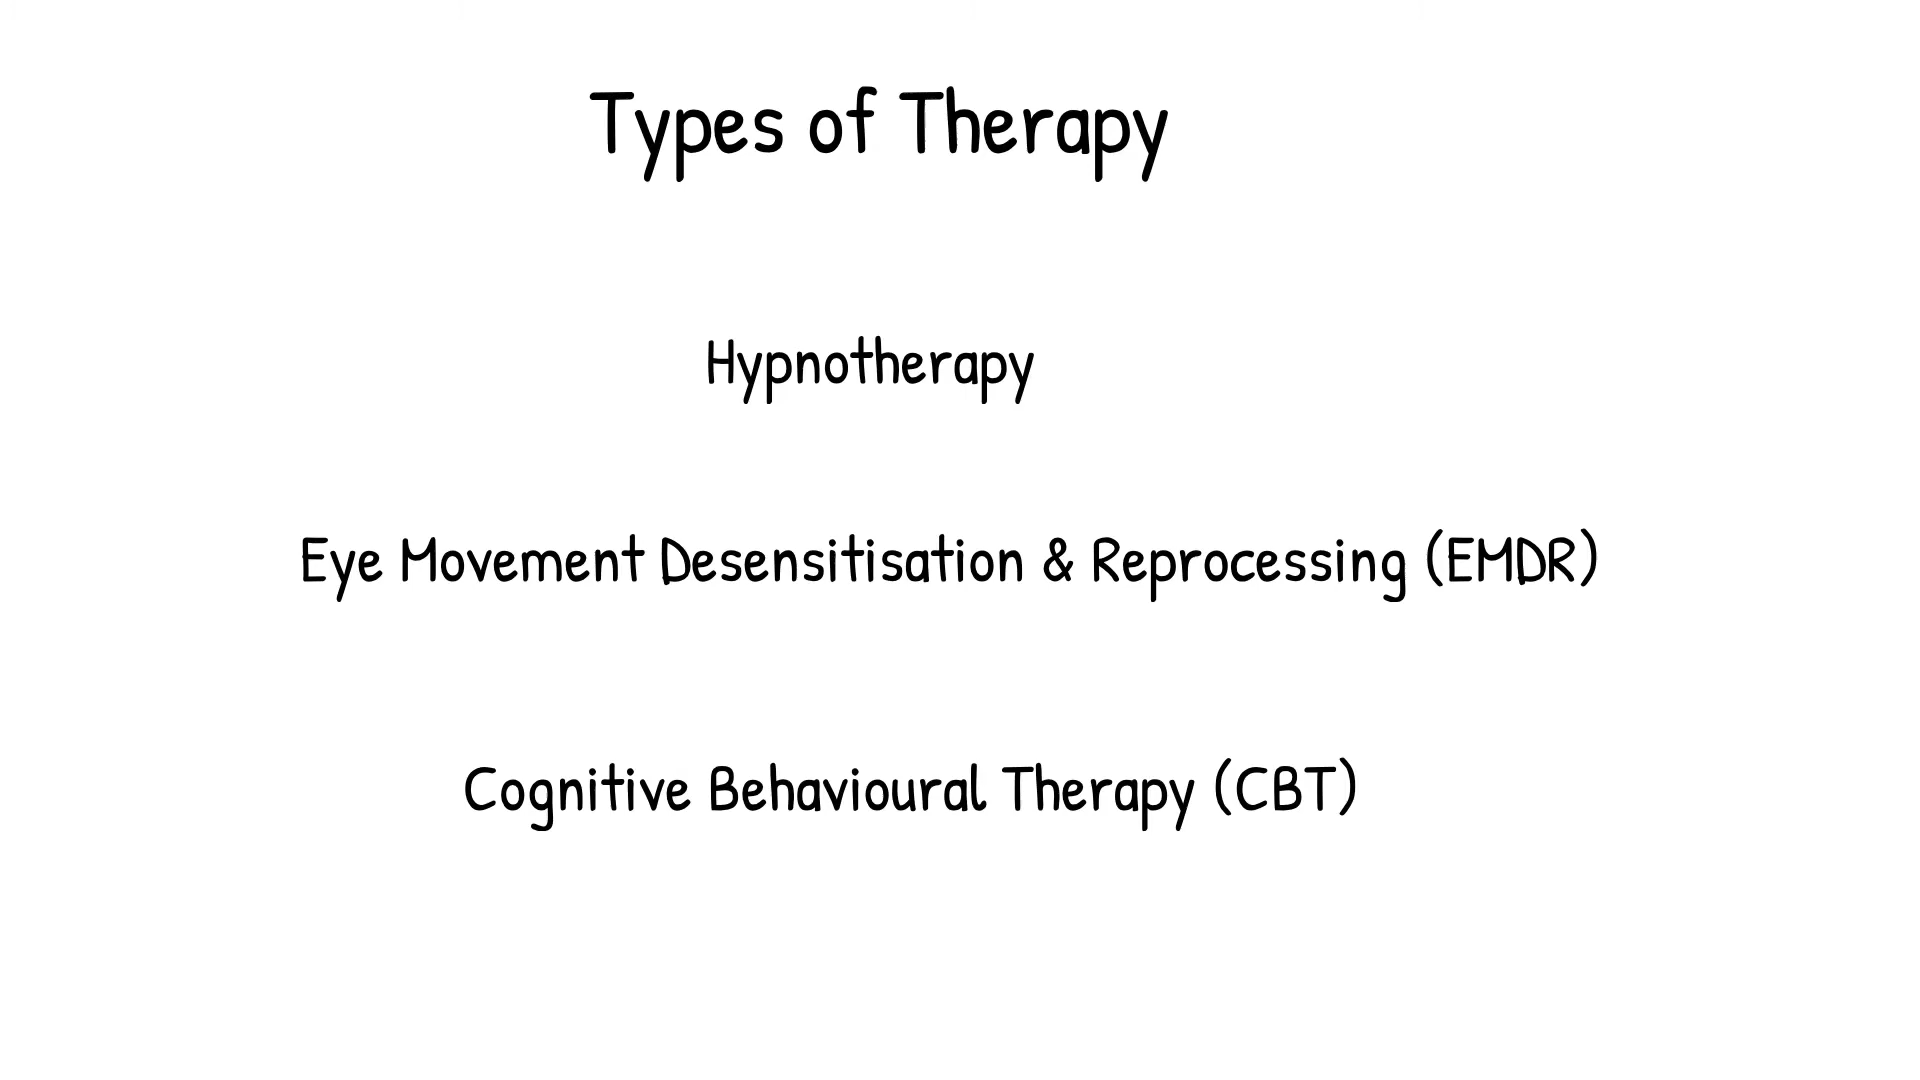 Types of Therapy
Hypnotherapy
Eye Movement Desensitisation & Reprocessing (EMDR)
Cognitive Behavioural Therapy (CBT)